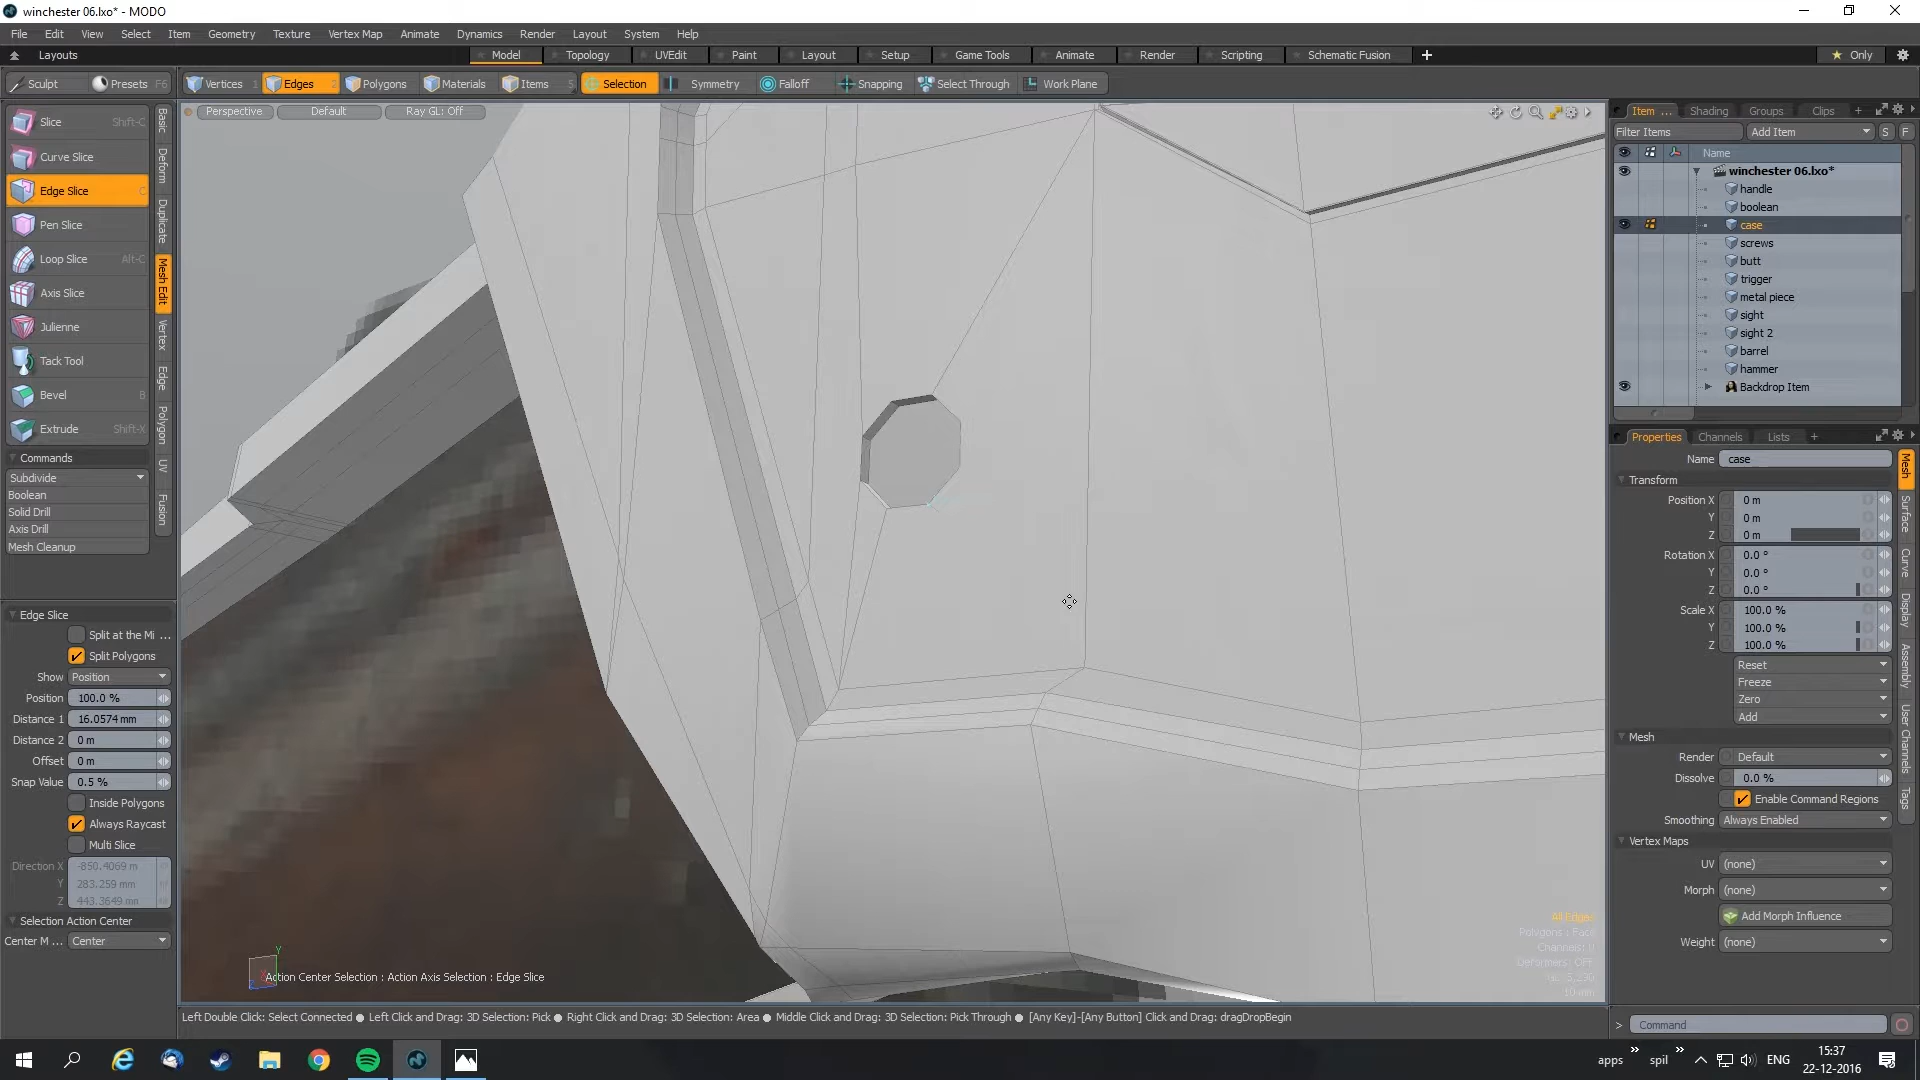 winchester 06.lxo* - MODO
File Edit View Select Item Geometry Texture Vertex Map Animate Dynamics Render Layout System Help
Layouts Model Topology UVEdit Paint Layout Setup Game Tools Animate Render Scripting Schematic Fusion + Only
Sculpt Presets F6 Vertices 1 Edges 2 Polygons Materials Items 5 Selection Symmetry Falloff Snapping Select Through Work Plane
Perspective Default Ray GL: Off
Slice Shift-C
Curve Slice
Edge Slice C
Pen Slice
Loop Slice Alt-C
Axis Slice
Julienne
Tack Tool
Bevel B
Extrude Shift-X
Commands
Subdivide
Boolean
Solid Drill
Axis Drill
Mesh Cleanup
Basic
Deform
Duplicate
Mesh Edit
Vertex
Edge
Polygon
UV
Fusion
Edge Slice
Split at the Mi ...
Split Polygons
Show Position
Position 100.0 %
Distance 1 16.0574 mm
Distance 2 0 m
Offset 0 m
Snap Value 0.5 %
Inside Polygons
Always Raycast
Multi Slice
Direction X -850.4069 m
Y 283.259 mm
Z 443.3649 mm
Selection Action Center
Center M ... Center
All Edges
Polygons : Face
Channels: 0
Deformers: OFF
10 mm
Y
X
Action Center Selection : Action Axis Selection : Edge Slice
Left Double Click: Select Connected ● Left Click and Drag: 3D Selection: Pick ● Right Click and Drag: 3D Selection: Area ● Middle Click and Drag: 3D Selection: Pick Through ● [Any Key]-[Any Button] Click and Drag: dragDropBegin
Item ... Shading Groups Clips +
Filter Items Add Item S F
Name
winchester 06.lxo*
handle
boolean
case
screws
butt
trigger
metal piece
sight
sight 2
barrel
hammer
Backdrop Item
Properties Channels Lists +
Name case
Transform
Position X 0 m
Y 0 m
Z 0 m
Rotation X 0.0 °
Y 0.0 °
Z 0.0 °
Scale X 100.0 %
Y 100.0 %
Z 100.0 %
Reset
Freeze
Zero
Add
Mesh
Render Default
Dissolve 0.0 %
Enable Command Regions
Smoothing Always Enabled
Vertex Maps
UV (none)
Morph (none)
Add Morph Influence
Weight (none)
Mesh
Surface
Curve
Display
Assembly
User Channels
Tags
> Command
apps » spil » ENG 15:37
22-12-2016